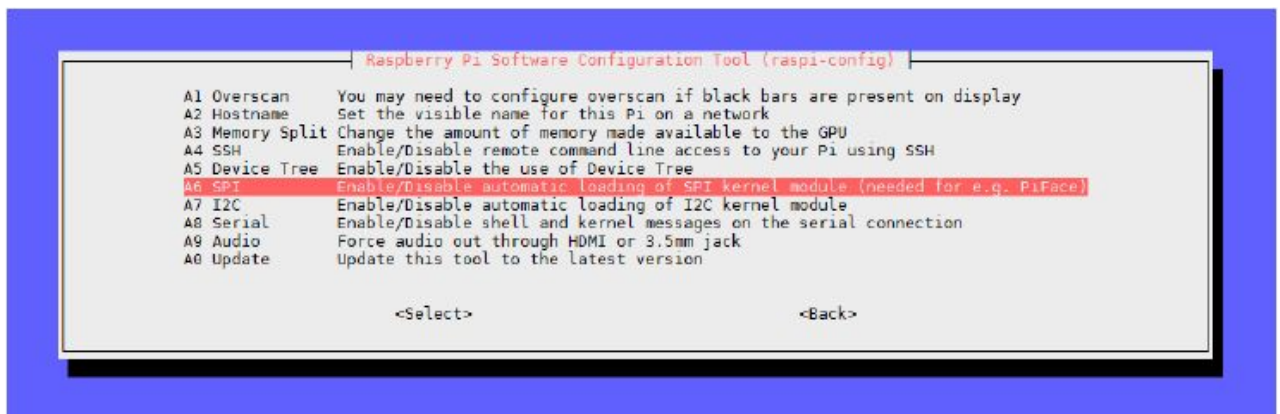 Raspberry Pi Software Configuration Tool (raspi-config)
A1 Overscan You may need to configure overscan if black bars are present on display
A2 Hostname Set the visible name for this Pi on a network
A3 Memory Split Change the amount of memory made available to the GPU
A4 SSH Enable/Disable remote command line access to your Pi using SSH
A5 Device Tree Enable/Disable the use of Device Tree
A6 SPI Enable/Disable automatic loading of SPI kernel module (needed for e.g. PiFace)
A7 I2C Enable/Disable automatic loading of I2C kernel module
A8 Serial Enable/Disable shell and kernel messages on the serial connection
A9 Audio Force audio out through HDMI or 3.5mm jack
A0 Update Update this tool to the latest version
<Select> <Back>